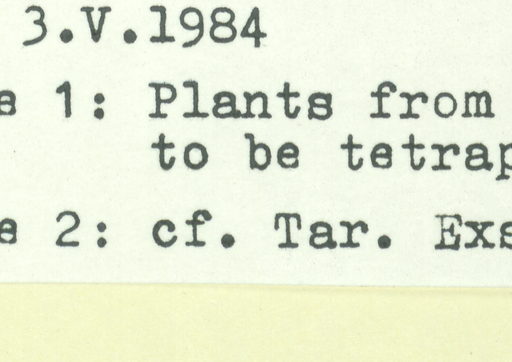 3.V.1984
e 1: Plants from
to be tetrap
e 2: cf. Tar. Exs